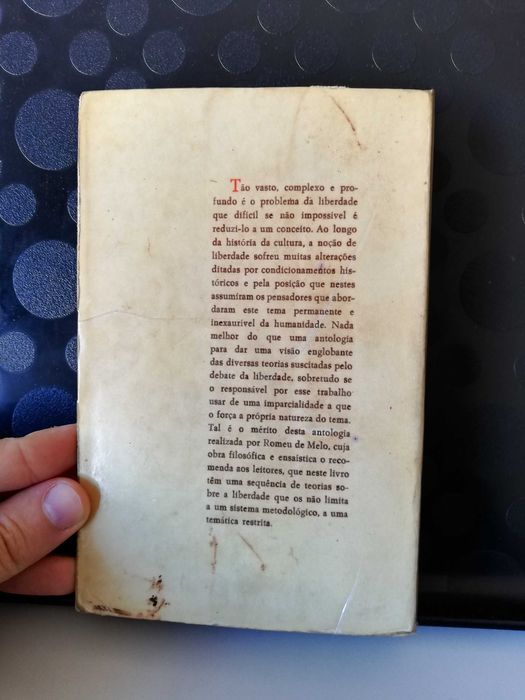 Tão vasto, complexo e pro-
fundo é o problema da liberdade
que difícil se não impossível é
reduzi-lo a um conceito. Ao longo
da história da cultura, a noção de
liberdade sofreu muitas alterações
ditadas por condicionamentos his-
tóricos e pela posição que nestes
assumiram os pensadores que abor-
daram este tema permanente e
inexaurível da humanidade. Nada
melhor do que uma antologia
para dar uma visão englobante
das diversas teorias suscitadas pelo
debate da liberdade, sobretudo se
o responsável por esse trabalho
usar de uma imparcialidade a que
o força a própria natureza do tema.
Tal é o mérito desta antologia
realizada por Romeu de Melo, cuja
obra filosófica e ensaística o reco-
menda aos leitores, que neste livro
têm uma sequência de teorias so-
bre a liberdade que os não limita
a um sistema metodológico, a uma
temática restrita.